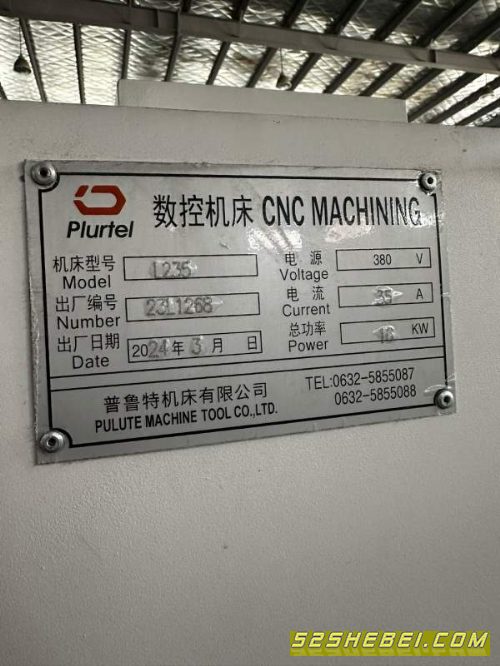 Plurtel
数控机床 CNC MACHINING
机床型号 Model L235
电源 Voltage 380 V
出厂编号 Number 23L1268
电流 Current 35 A
出厂日期 Date 2024年3月 日
总功率 Power 18 KW
普鲁特机床有限公司
PULUTE MACHINE TOOL CO.,LTD.
TEL:0632-5855087
0632-5855088
52SHEBEI.COM